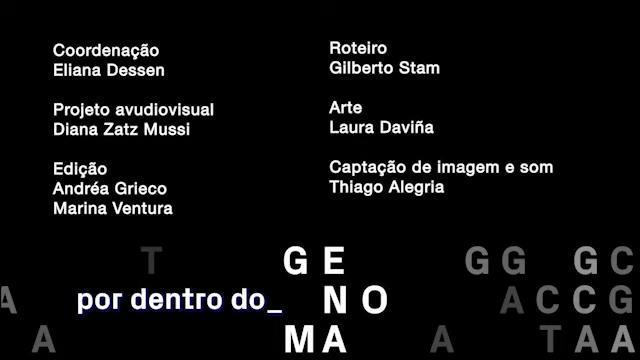 Coordenação
Eliana Dessen
Projeto avudiovisual
Diana Zatz Mussi
Edição
Andréa Grieco
Marina Ventura
Roteiro
Gilberto Stam
Arte
Laura Daviña
Captação de imagem e som
Thiago Alegria
T GE GG GC
A por dentro do_ NO ACCG
A MA A TAA